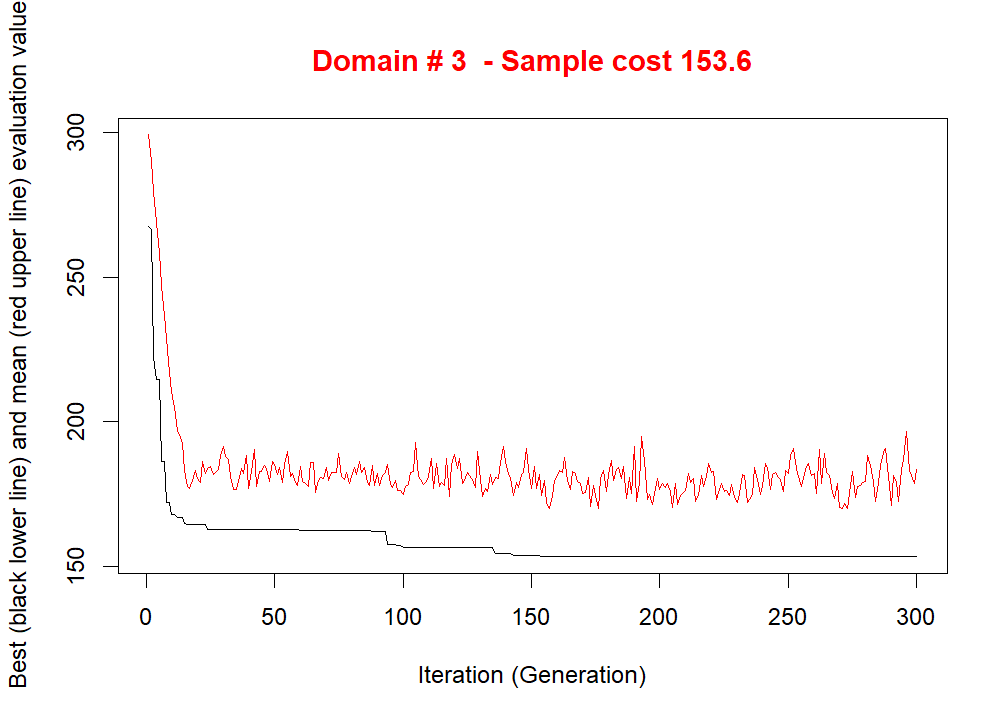 Domain # 3  - Sample cost 153.6
Best (black lower line) and mean (red upper line) evaluation value
300
250
200
150
0 50 100 150 200 250 300
Iteration (Generation)